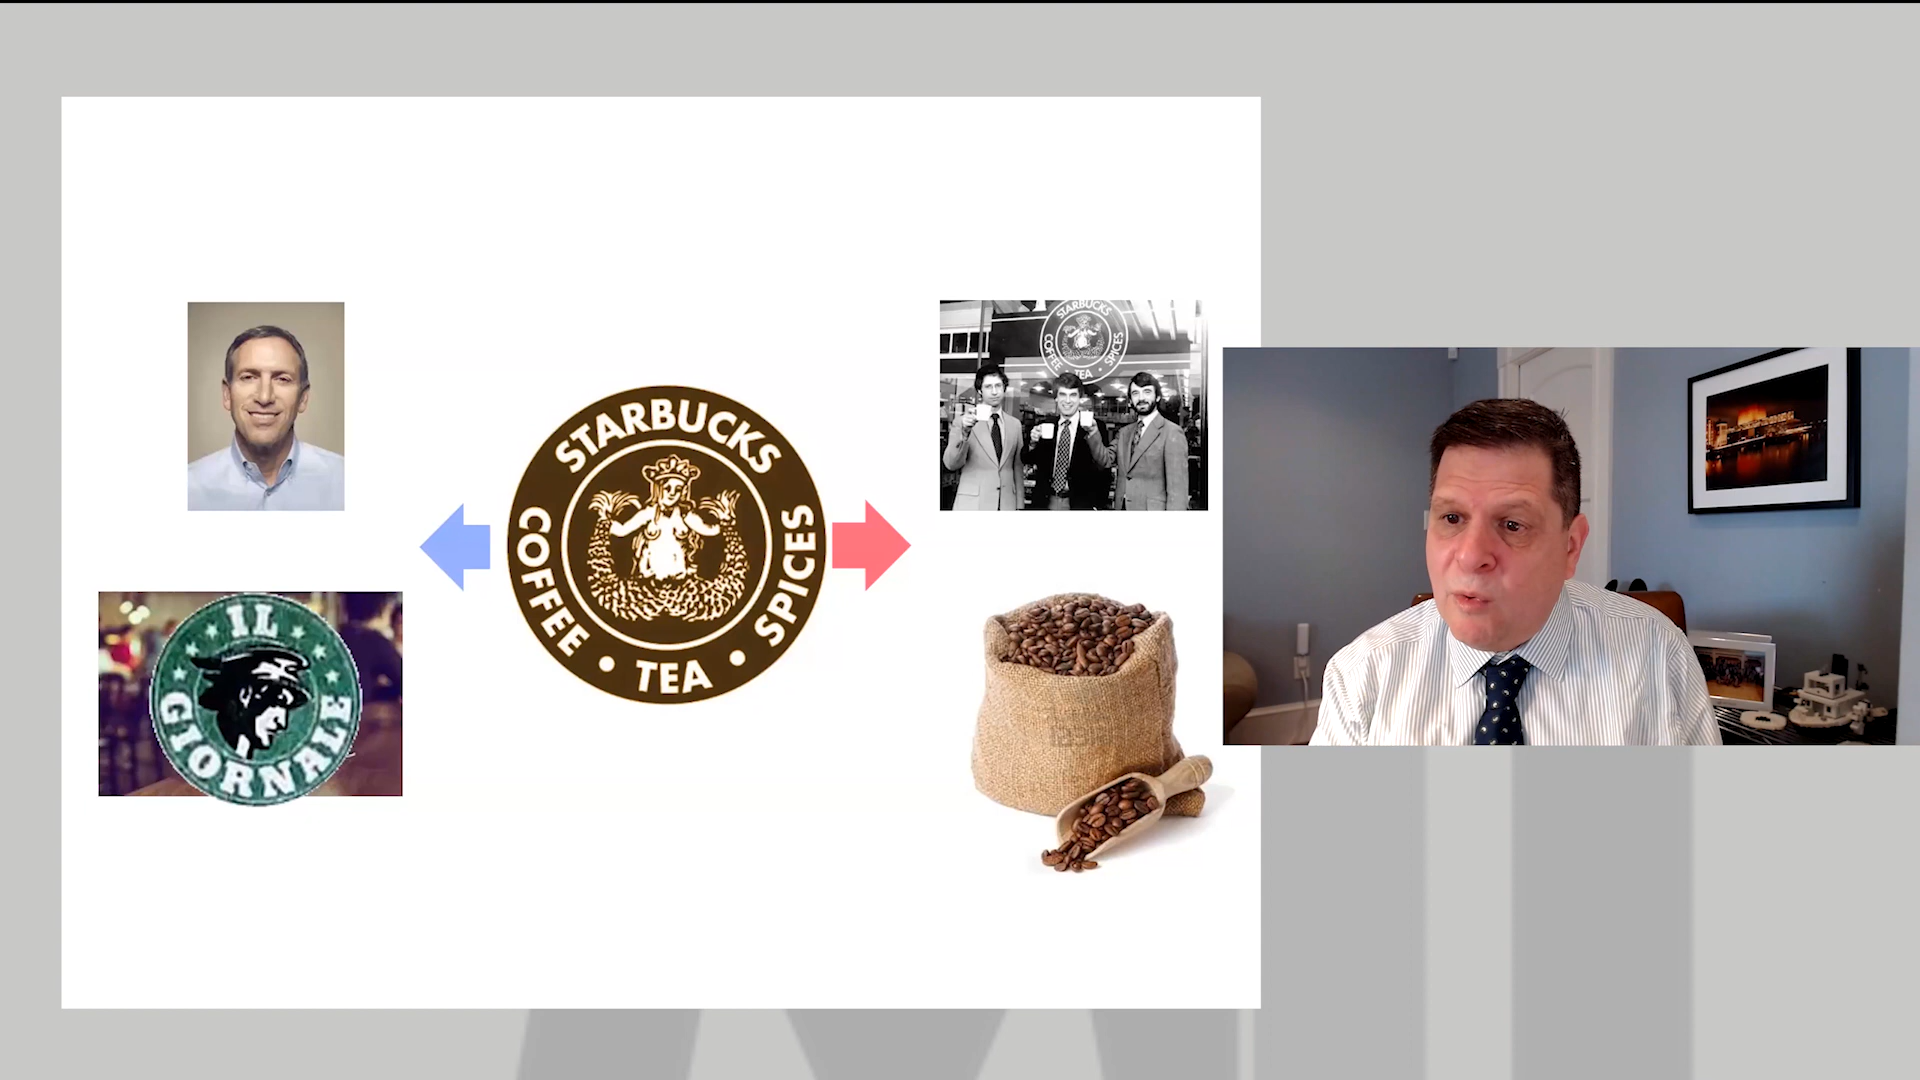 STARBUCKS
COFFEE • TEA • SPICES
IL
GIORNALE
STARBUCKS
COFFEE TEA SPICES